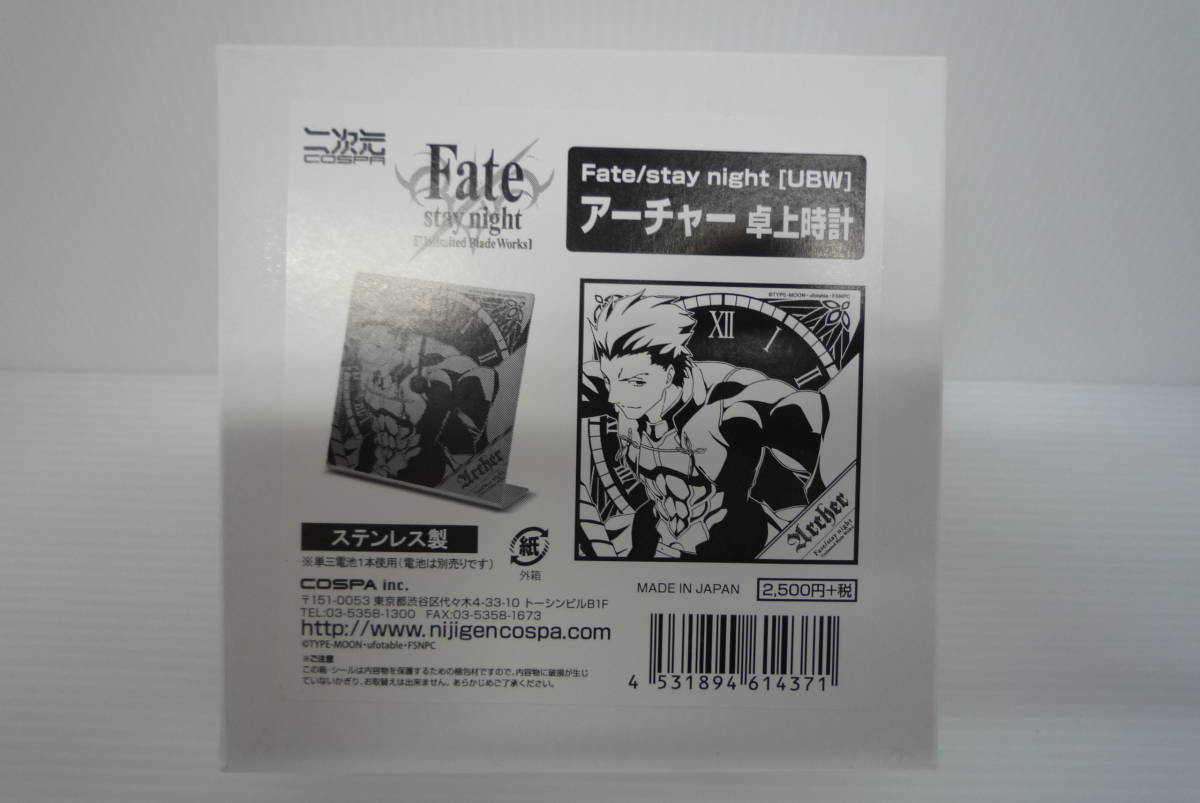 二次元
COSPA
Fate
stay night
[Unlimited Blade Works]
Fate/stay night [UBW]
アーチャー 卓上時計
©TYPE-MOON・ufotable・FSNPC
XII
I
II
Archer
Fate/stay night
Unlimited Blade Works
Archer
ステンレス製
※単三電池1本使用(電池は別売りです)
紙
外箱
COSPA inc.
〒151-0053 東京都渋谷区代々木4-33-10 トーシンビルB1F
TEL:03-5358-1300 FAX:03-5358-1673
http://www.nijigencospa.com
©TYPE-MOON・ufotable・FSNPC
※ご注意
この箱・シールは内容物を保護するための梱包材ですので、内容物に破損が生じ
ていないかぎり、お取替えは出来ません。あらかじめご了承ください。
MADE IN JAPAN
2,500円+税
4 531894 614371